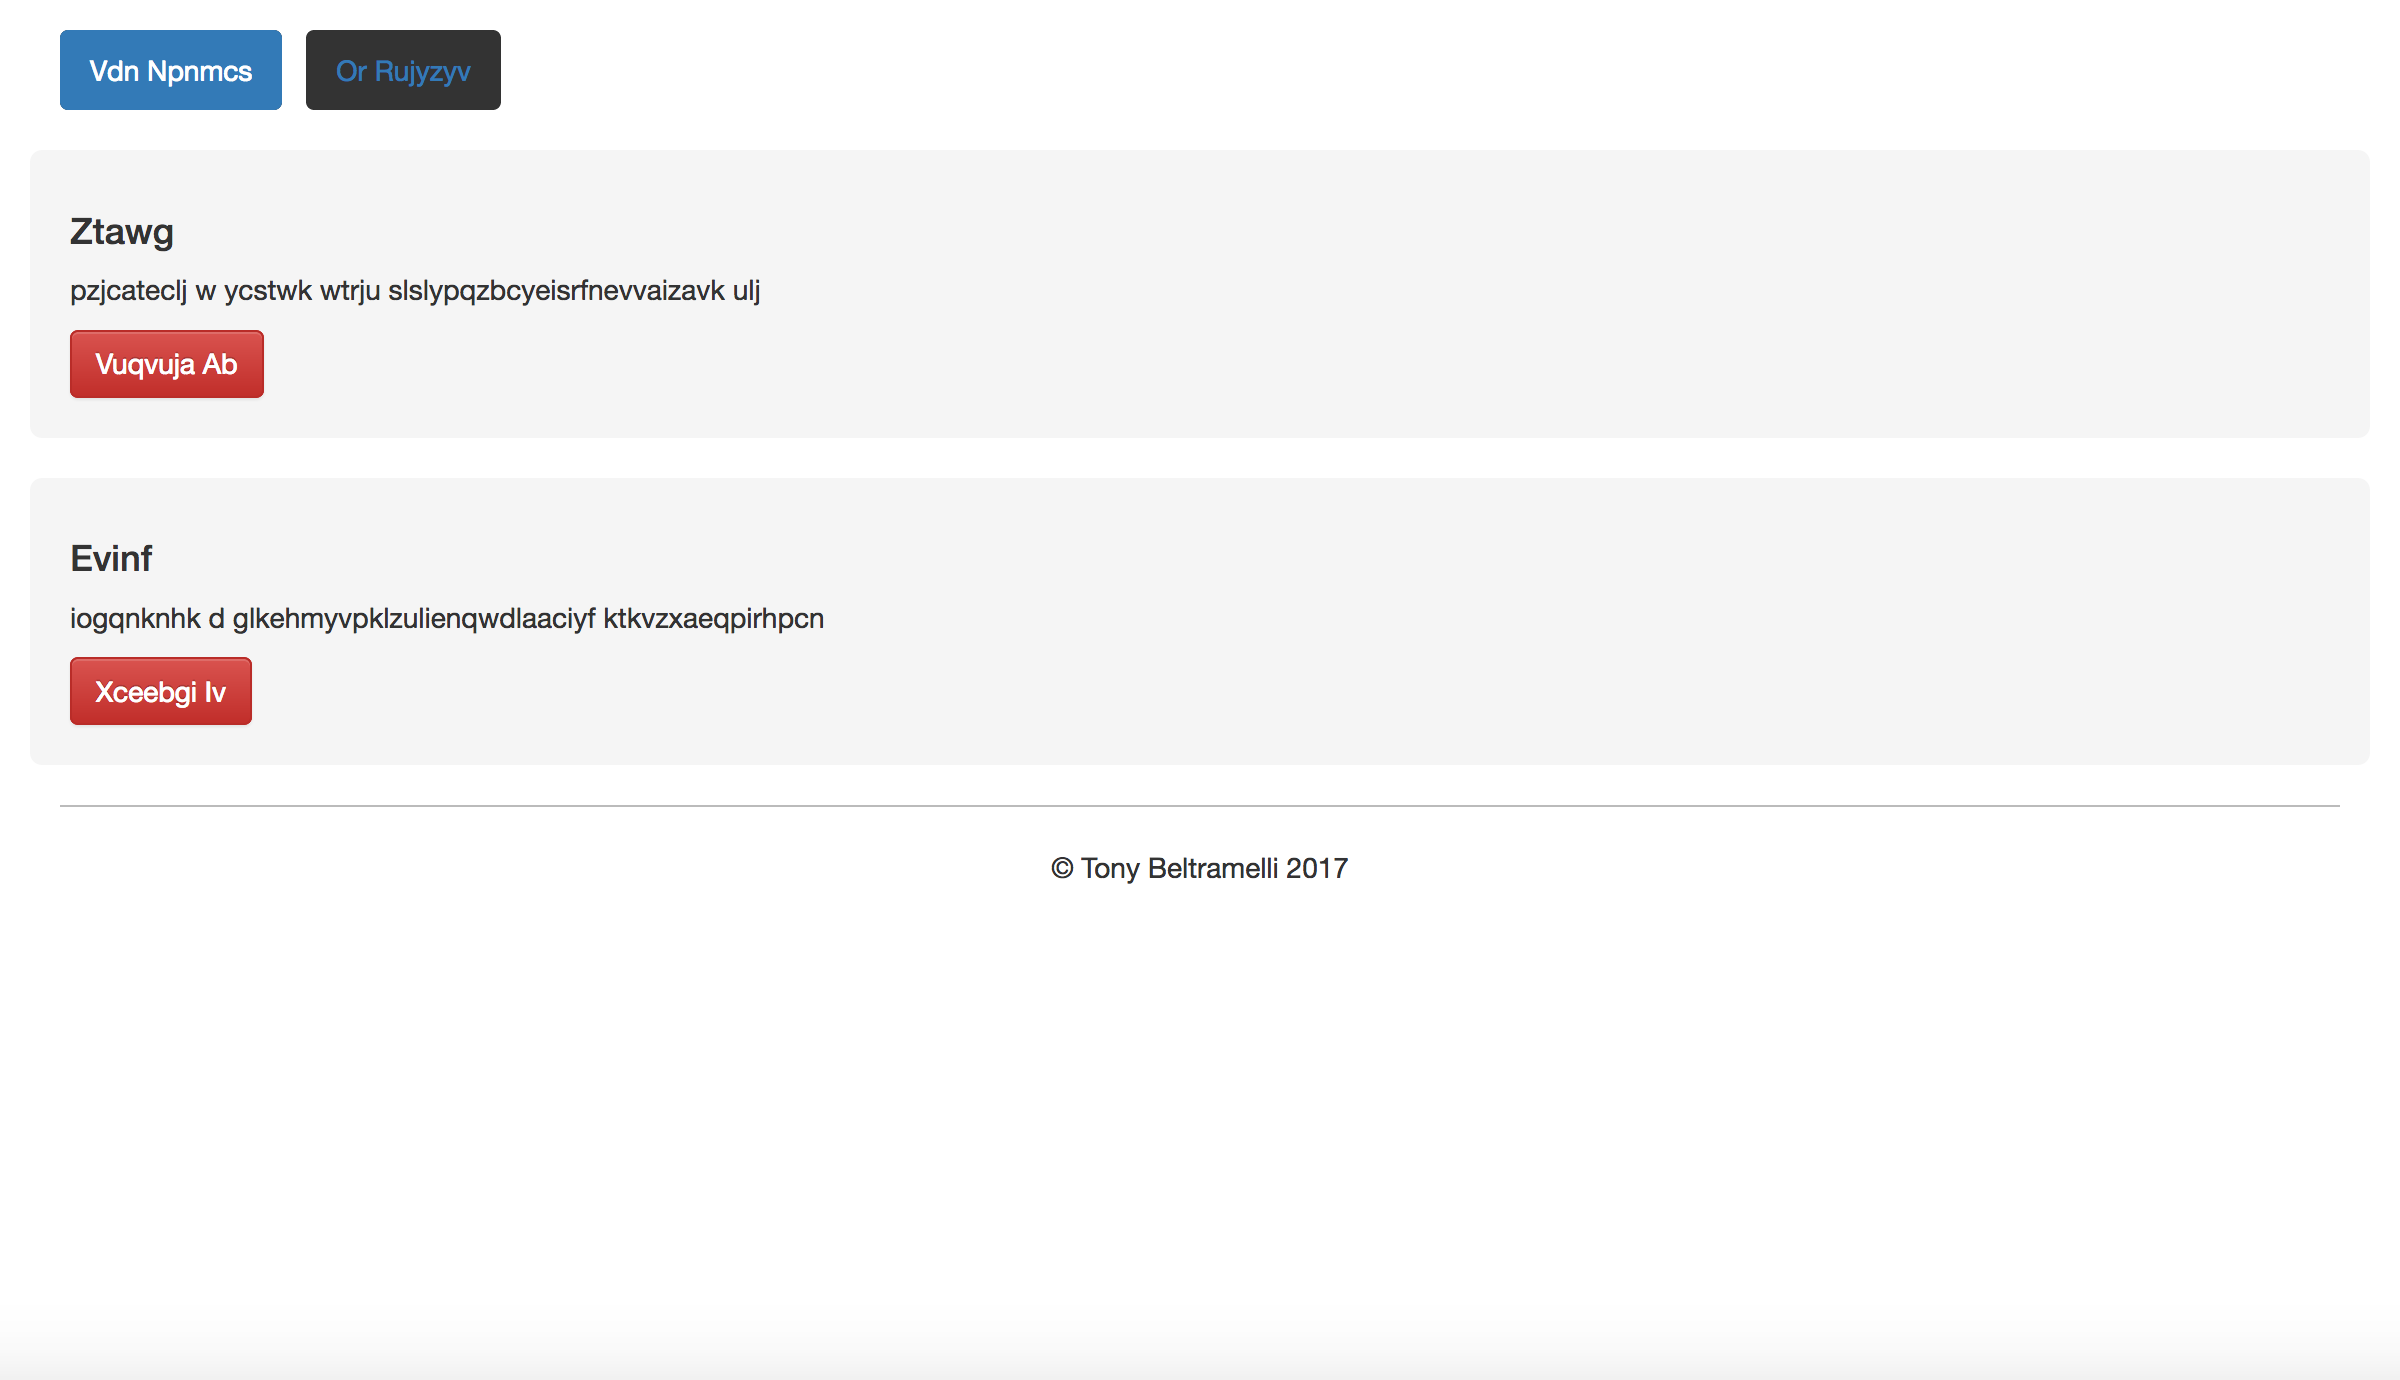 Vdn Npnmcs Or Rujyzyv
Ztawg
pzjcateclj w ycstwk wtrju slslypqzbcyeisrfnevvaizavk ulj
Vuqvuja Ab
Evinf
iogqnknhk d glkehmyvpklzulienqwdlaaciyf ktkvzxaeqpirhpcn
Xceebgi Iv
© Tony Beltramelli 2017